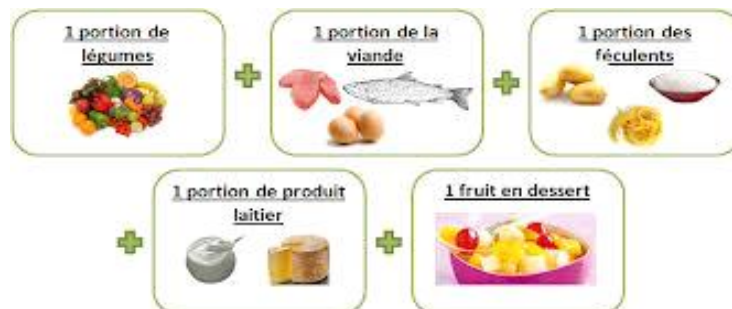 1 portion de
légumes
1 portion de la
viande
1 portion des
féculents
1 portion de produit
laitier
1 fruit en dessert